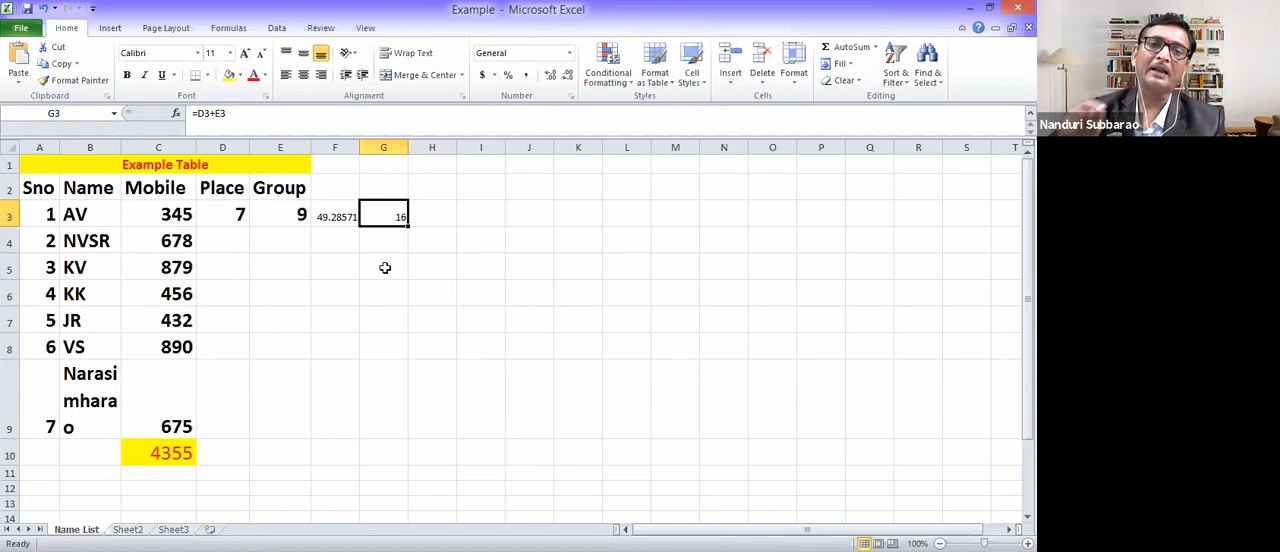 Example - Microsoft Excel
File Home Insert Page Layout Formulas Data Review View
Cut
Copy
Format Painter
Paste
Clipboard
Calibri 11
B I U A
Font
Wrap Text
Merge & Center
Alignment
General
$ % ,
Number
Conditional Formatting
Format as Table
Cell Styles
Styles
Insert Delete Format
Cells
Σ AutoSum
Fill
Clear
Sort & Filter
Find & Select
Editing
Nanduri Subbarao
G3 fx =D3+E3
A B C D E G H I J K L M N O P Q R S T
1 Example Table
2 Sno Name Mobile Place Group
3 1 AV 345 7 9 49.28571 16
4 2 NVSR 678
5 3 KV 879
6 4 KK 456
7 5 JR 432
8 6 VS 890
Narasi
mhara
9 7 o 675
10 4355
11
12
13
14
Name List Sheet2 Sheet3
Ready 100%